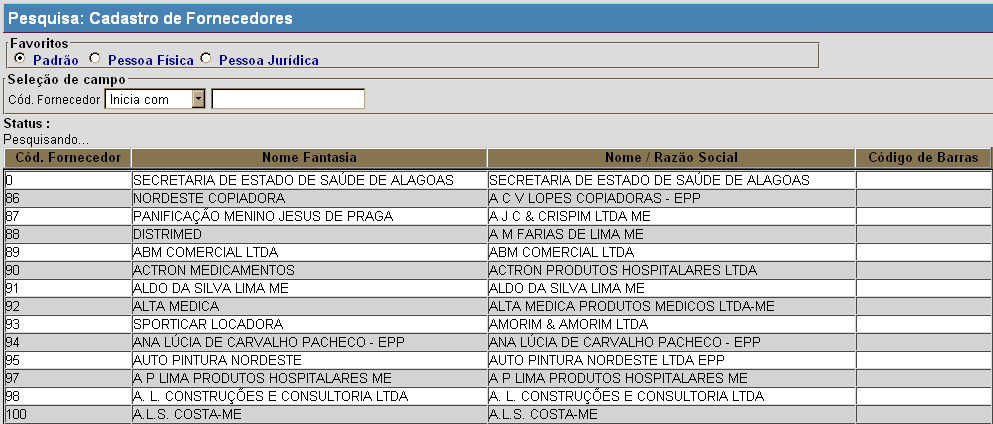 Pesquisa: Cadastro de Fornecedores
Favoritos
Padrão Pessoa Física Pessoa Jurídica
Seleção de campo
Cód. Fornecedor Inicia com
Status :
Pesquisando...
Cód. Fornecedor Nome Fantasia Nome / Razão Social Código de Barras
0 SECRETARIA DE ESTADO DE SAÚDE DE ALAGOAS SECRETARIA DE ESTADO DE SAÚDE DE ALAGOAS
86 NORDESTE COPIADORA A C V LOPES COPIADORAS - EPP
87 PANIFICAÇÃO MENINO JESUS DE PRAGA A J C & CRISPIM LTDA ME
88 DISTRIMED A M FARIAS DE LIMA ME
89 ABM COMERCIAL LTDA ABM COMERCIAL LTDA
90 ACTRON MEDICAMENTOS ACTRON PRODUTOS HOSPITALARES LTDA
91 ALDO DA SILVA LIMA ME ALDO DA SILVA LIMA ME
92 ALTA MEDICA ALTA MEDICA PRODUTOS MEDICOS LTDA-ME
93 SPORTICAR LOCADORA AMORIM & AMORIM LTDA
94 ANA LÚCIA DE CARVALHO PACHECO - EPP ANA LÚCIA DE CARVALHO PACHECO - EPP
95 AUTO PINTURA NORDESTE AUTO PINTURA NORDESTE LTDA EPP
97 A P LIMA PRODUTOS HOSPITALARES ME A P LIMA PRODUTOS HOSPITALARES ME
98 A. L. CONSTRUÇÕES E CONSULTORIA LTDA A. L. CONSTRUÇÕES E CONSULTORIA LTDA
100 A.L.S. COSTA-ME A.L.S. COSTA-ME